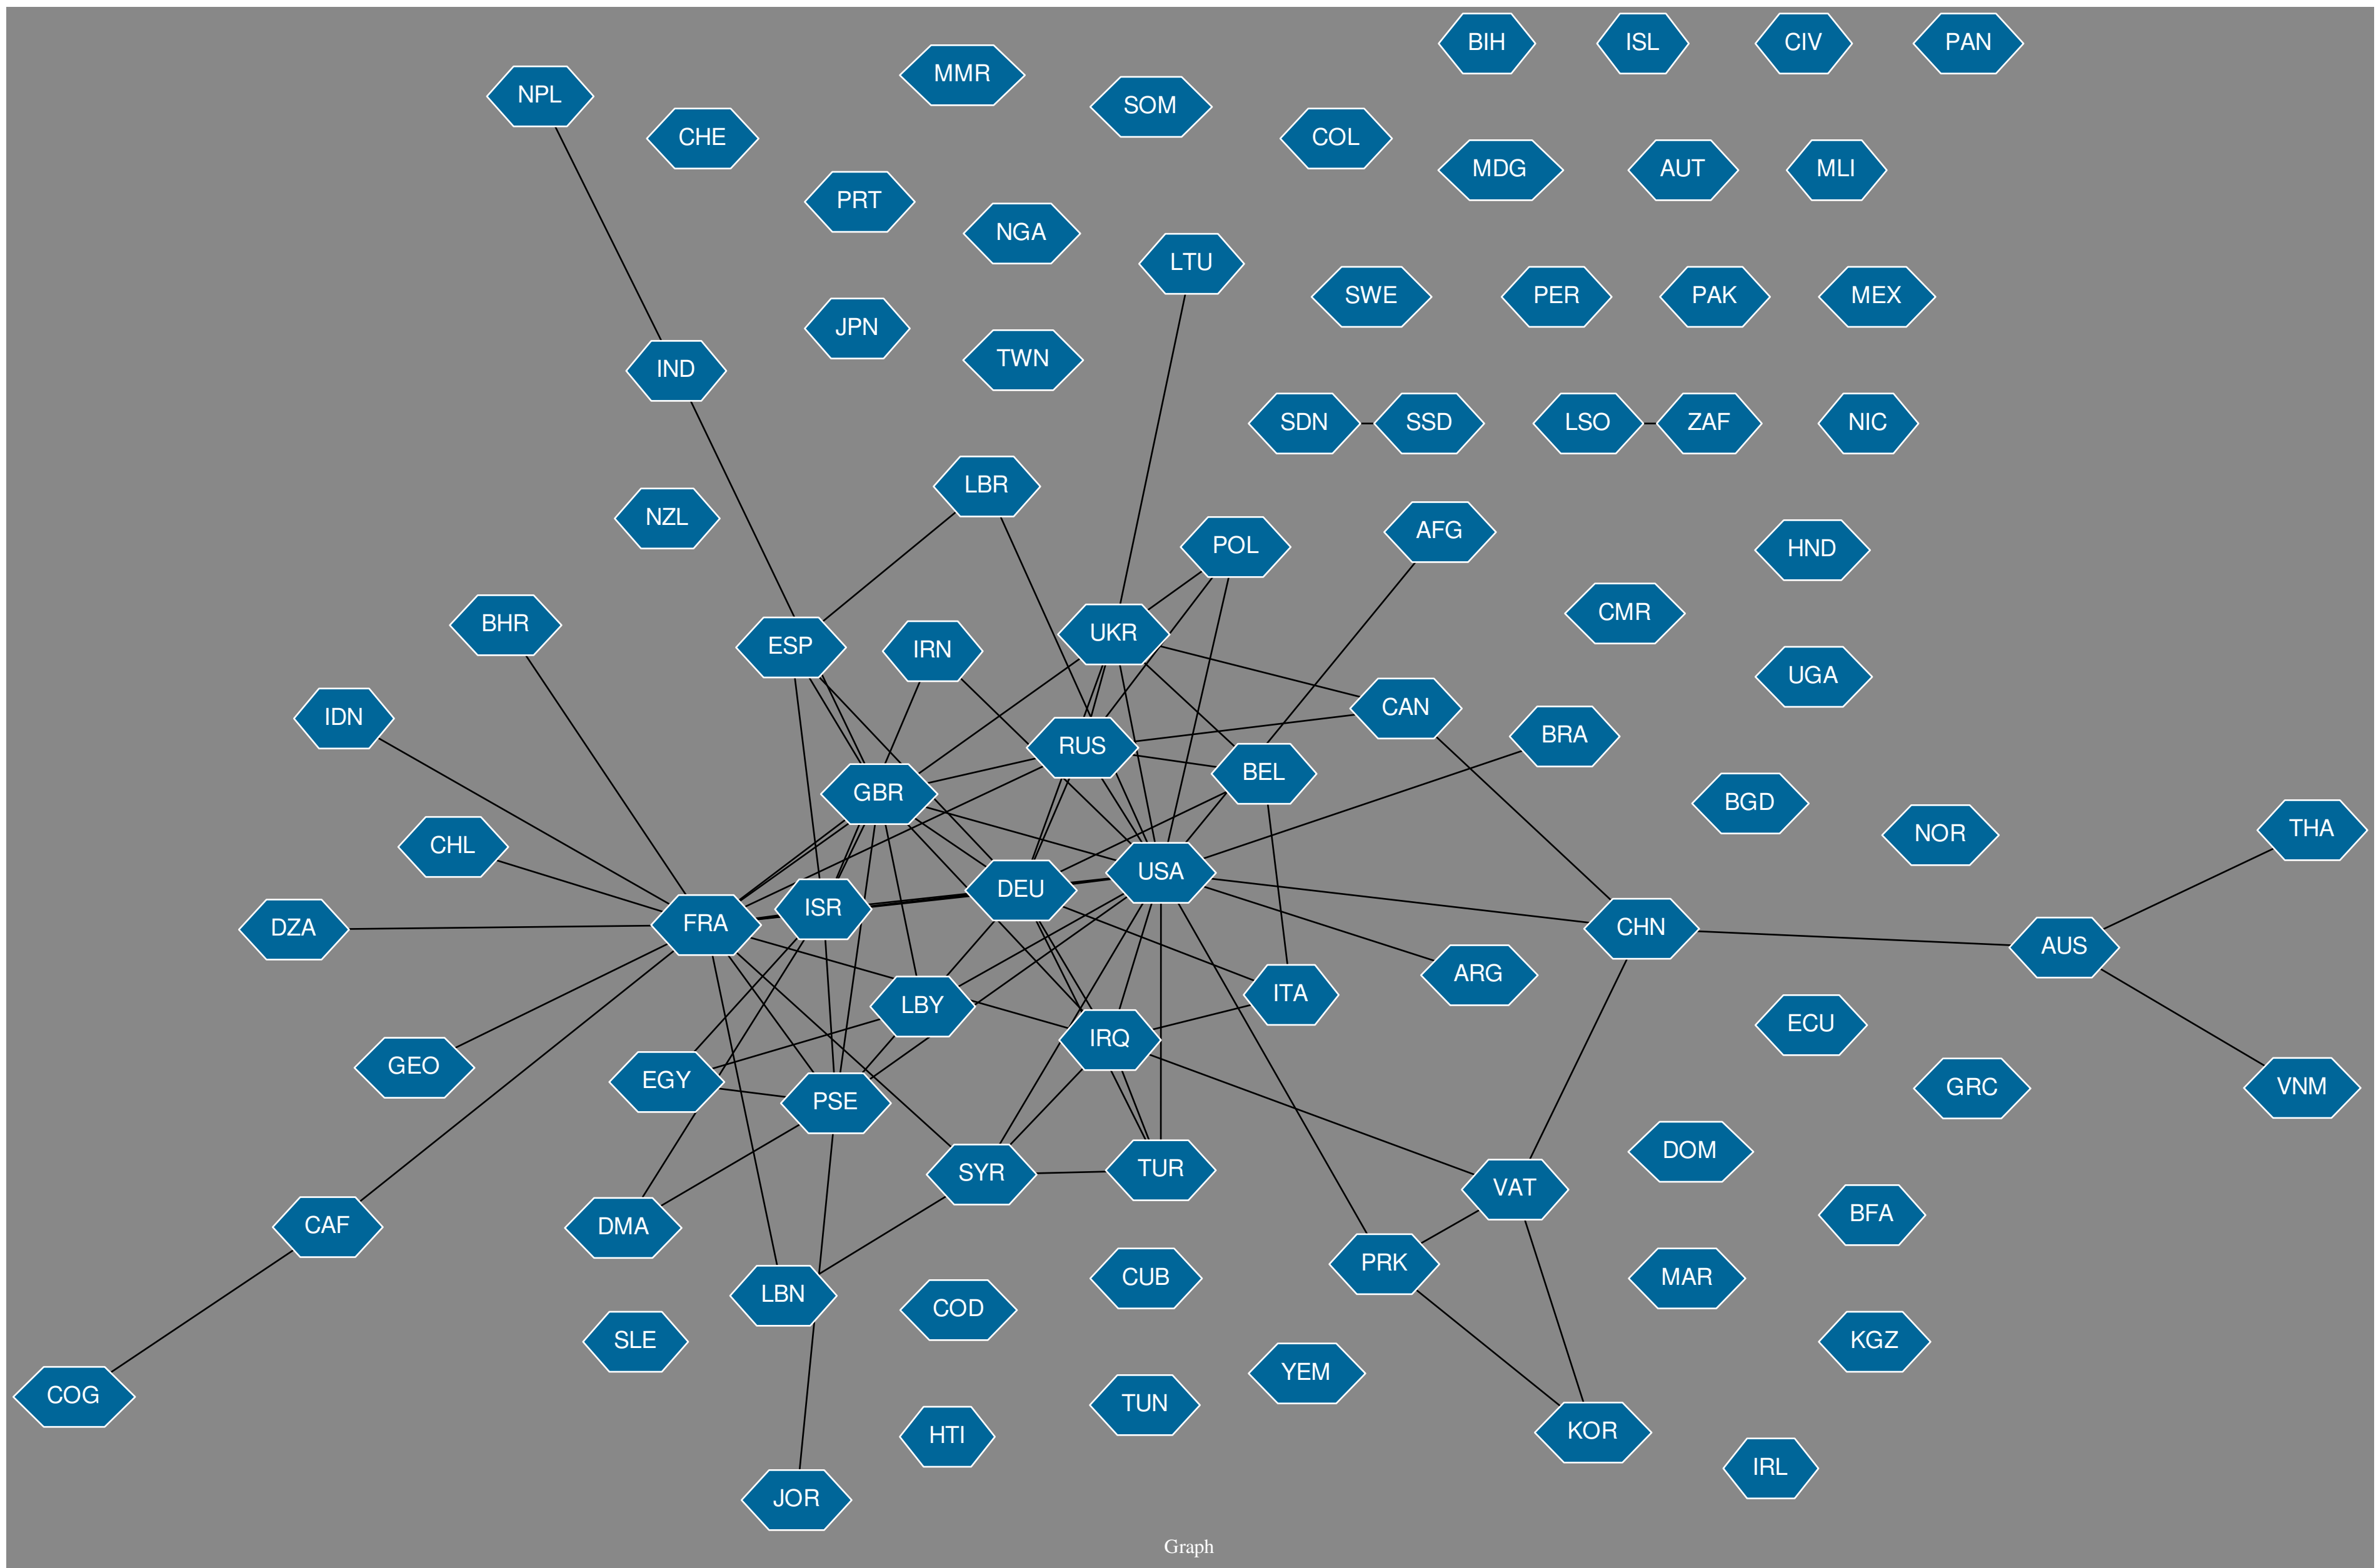 BIH
ISL
CIV
PAN
MMR
NPL
SOM
CHE
COL
MDG
AUT
MLI
PRT
NGA
LTU
SWE
PER
PAK
MEX
JPN
TWN
IND
SDN
SSD
LSO
ZAF
NIC
LBR
NZL
AFG
POL
HND
BHR
CMR
UKR
ESP
IRN
UGA
CAN
IDN
BRA
RUS
BEL
GBR
BGD
THA
NOR
CHL
USA
DEU
ISR
FRA
CHN
DZA
AUS
ARG
ITA
LBY
ECU
IRQ
GEO
EGY
GRC
VNM
PSE
DOM
TUR
SYR
VAT
BFA
CAF
DMA
PRK
CUB
MAR
LBN
COD
SLE
KGZ
YEM
COG
TUN
KOR
HTI
IRL
JOR
Graph